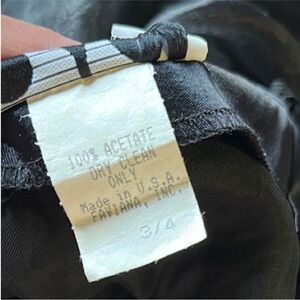 100% ACETATE
DRY CLEAN
ONLY
Made in U.S.A.
FAVIANA, INC.
3/4